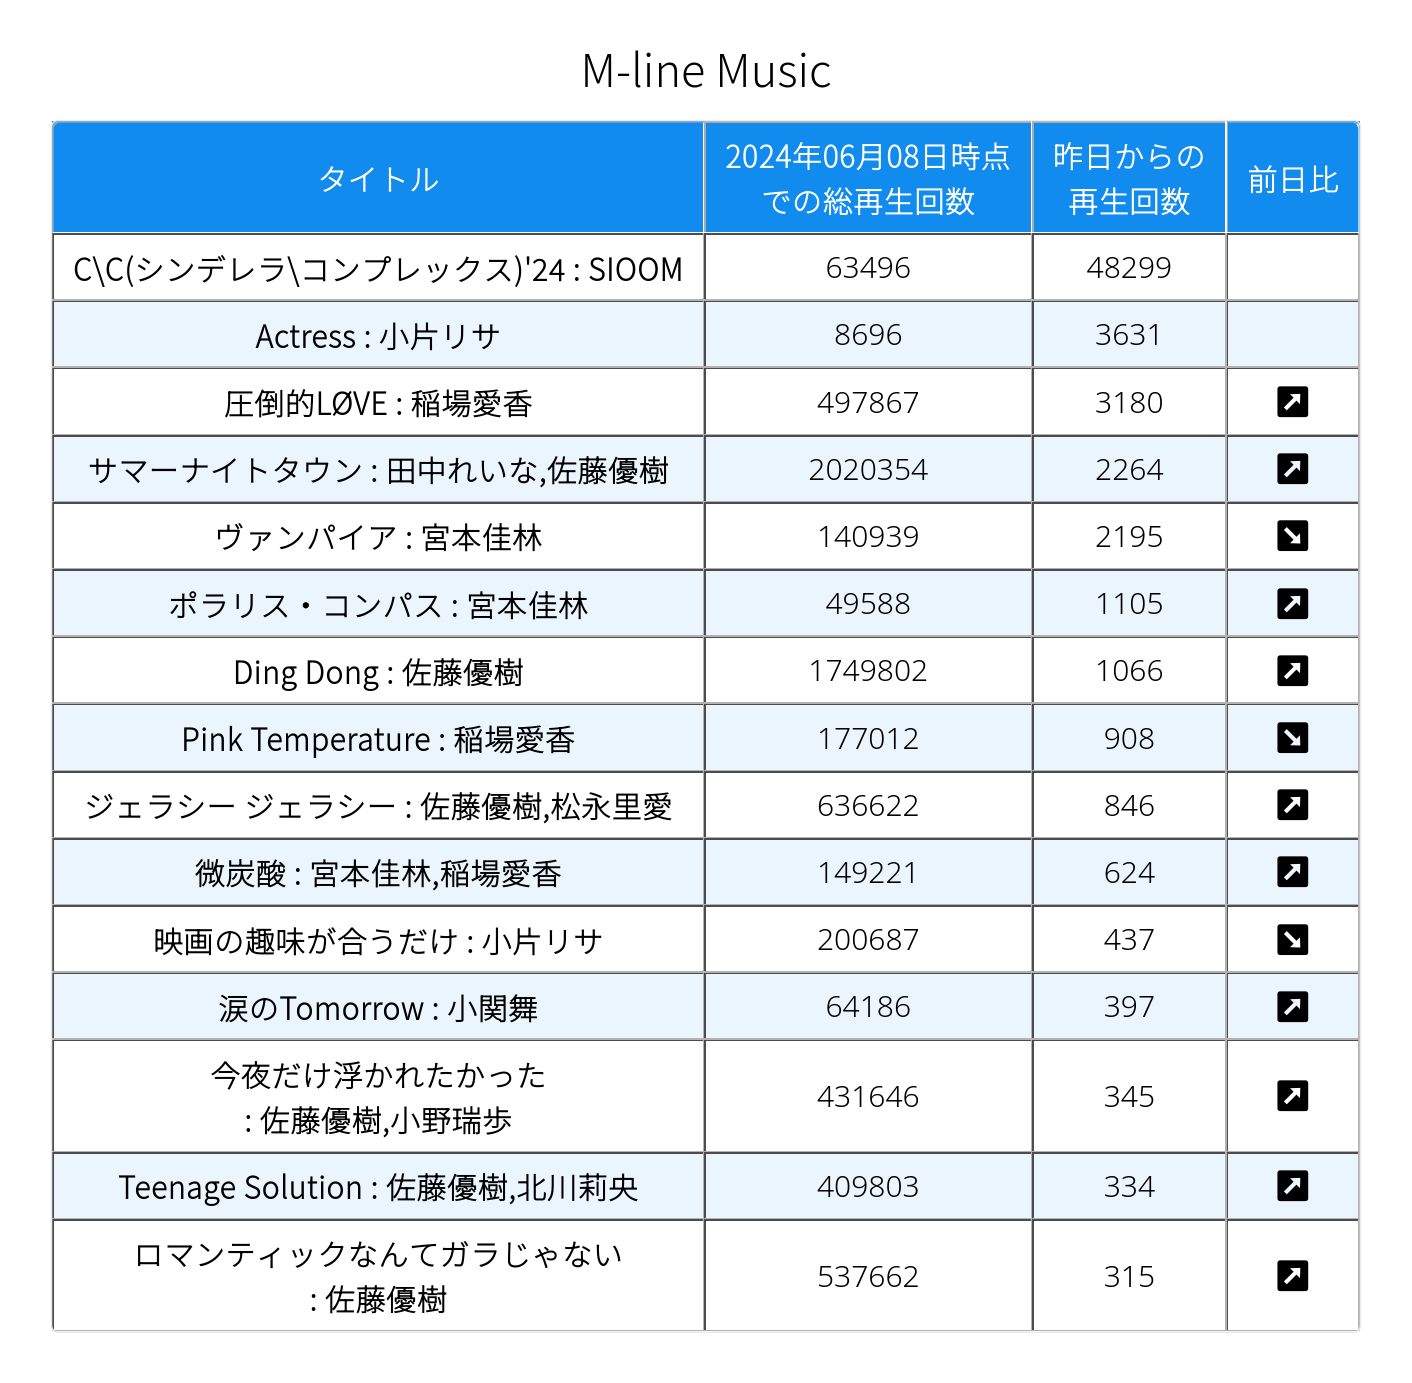 M-line Music
タイトル 2024年06月08日時点 昨日からの 前日比
での総再生回数 再生回数
C\C(シンデレラ\コンプレックス)'24 : SIOOM 63496 48299
Actress : 小片リサ 8696 3631
圧倒的LØVE : 稲場愛香 497867 3180 ↗
サマーナイトタウン : 田中れいな,佐藤優樹 2020354 2264 ↗
ヴァンパイア : 宮本佳林 140939 2195 ↘
ポラリス・コンパス : 宮本佳林 49588 1105 ↗
Ding Dong : 佐藤優樹 1749802 1066 ↗
Pink Temperature : 稲場愛香 177012 908 ↘
ジェラシー ジェラシー : 佐藤優樹,松永里愛 636622 846 ↗
微炭酸 : 宮本佳林,稲場愛香 149221 624 ↗
映画の趣味が合うだけ : 小片リサ 200687 437 ↘
涙のTomorrow : 小関舞 64186 397 ↗
今夜だけ浮かれたかった
: 佐藤優樹,小野瑞歩 431646 345 ↗
Teenage Solution : 佐藤優樹,北川莉央 409803 334 ↗
ロマンティックなんてガラじゃない
: 佐藤優樹 537662 315 ↗